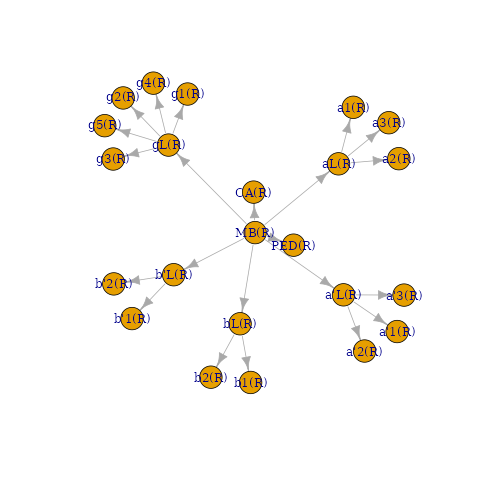 g4(R)
g1(R)
g2(R)
a1(R)
a3(R)
g5(R)
gL(R)
g3(R)
aL(R)
a2(R)
CA(R)
MB(R)
PED(R)
b'L(R)
b'2(R)
a'L(R)
a'3(R)
b'1(R)
bL(R)
a'1(R)
a'2(R)
b2(R)
b1(R)